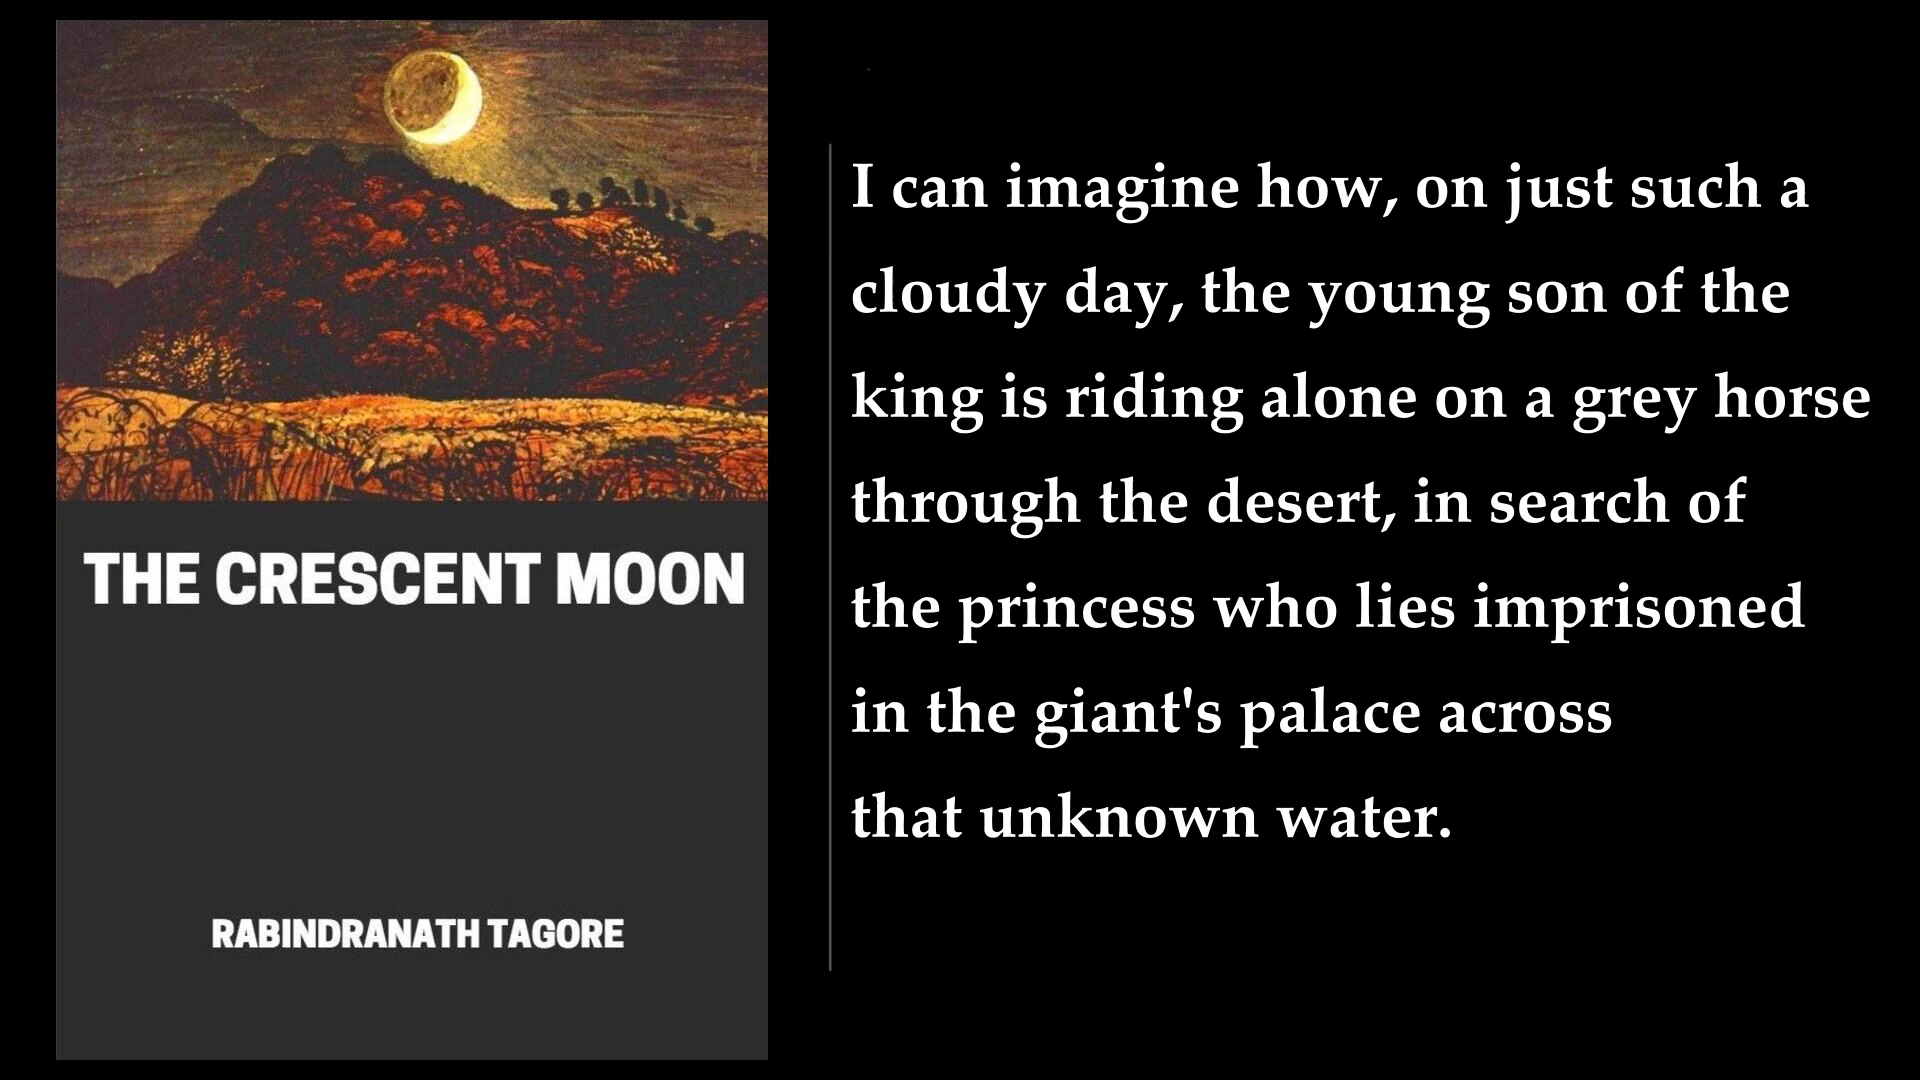 THE CRESCENT MOON
RABINDRANATH TAGORE
I can imagine how, on just such a
cloudy day, the young son of the
king is riding alone on a grey horse
through the desert, in search of
the princess who lies imprisoned
in the giant's palace across
that unknown water.